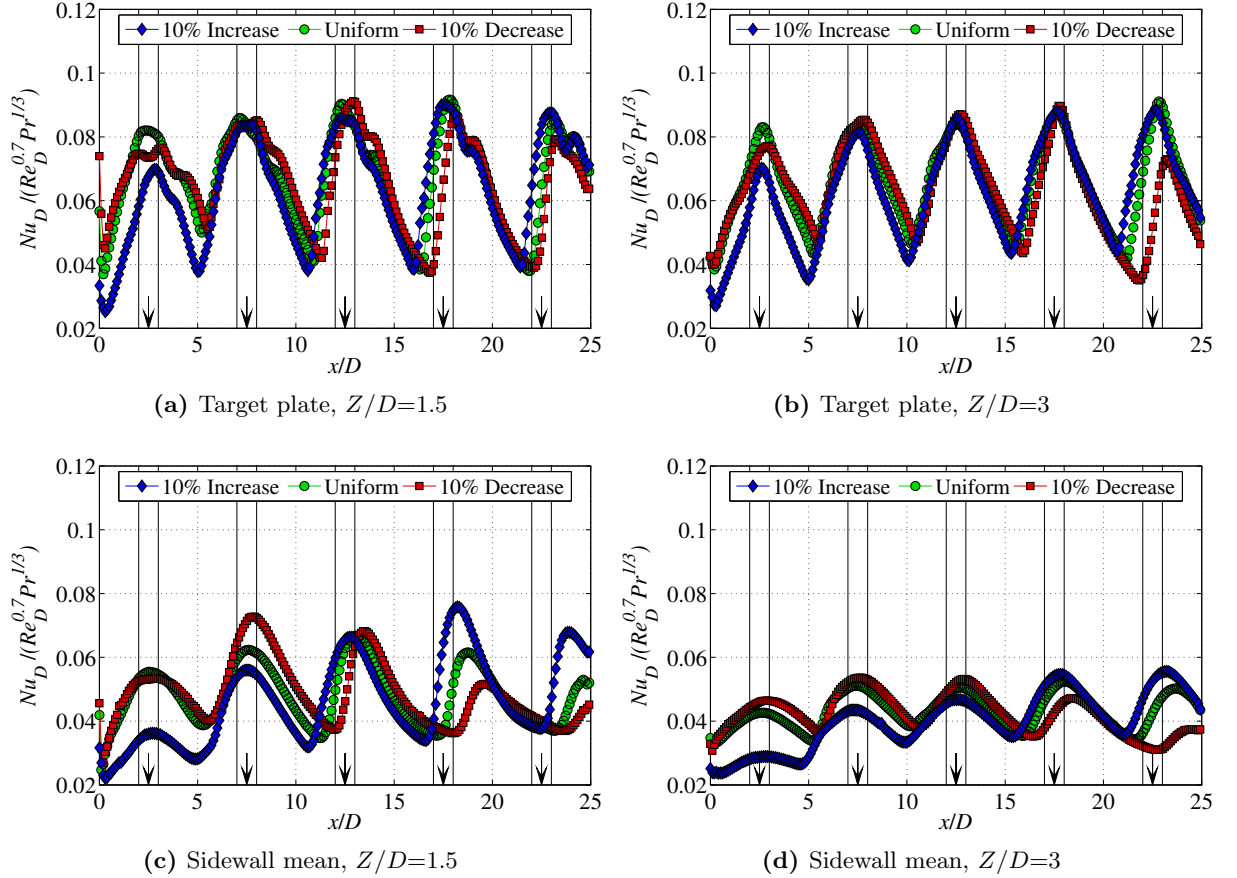 0.12
0.1
0.08
0.06
0.04
0.02
Nu_D /(Re_D^0.7 Pr^1/3)
10% Increase Uniform 10% Decrease
0 5 10 15 20 25
x/D
(a) Target plate, Z/D=1.5
0.12
0.1
0.08
0.06
0.04
0.02
Nu_D /(Re_D^0.7 Pr^1/3)
10% Increase Uniform 10% Decrease
0 5 10 15 20 25
x/D
(b) Target plate, Z/D=3
0.12
0.1
0.08
0.06
0.04
0.02
Nu_D /(Re_D^0.7 Pr^1/3)
10% Increase Uniform 10% Decrease
0 5 10 15 20 25
x/D
(c) Sidewall mean, Z/D=1.5
0.12
0.1
0.08
0.06
0.04
0.02
Nu_D /(Re_D^0.7 Pr^1/3)
10% Increase Uniform 10% Decrease
0 5 10 15 20 25
x/D
(d) Sidewall mean, Z/D=3